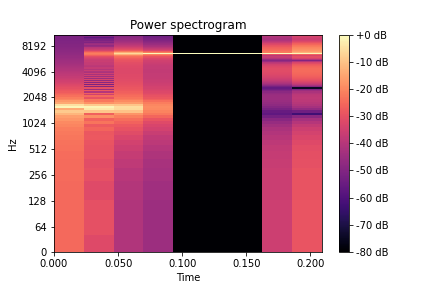 Power spectrogram
8192
4096
2048
1024
512
256
128
64
0
Hz
0.000
0.050
0.100
0.150
0.200
Time
+0 dB
-10 dB
-20 dB
-30 dB
-40 dB
-50 dB
-60 dB
-70 dB
-80 dB